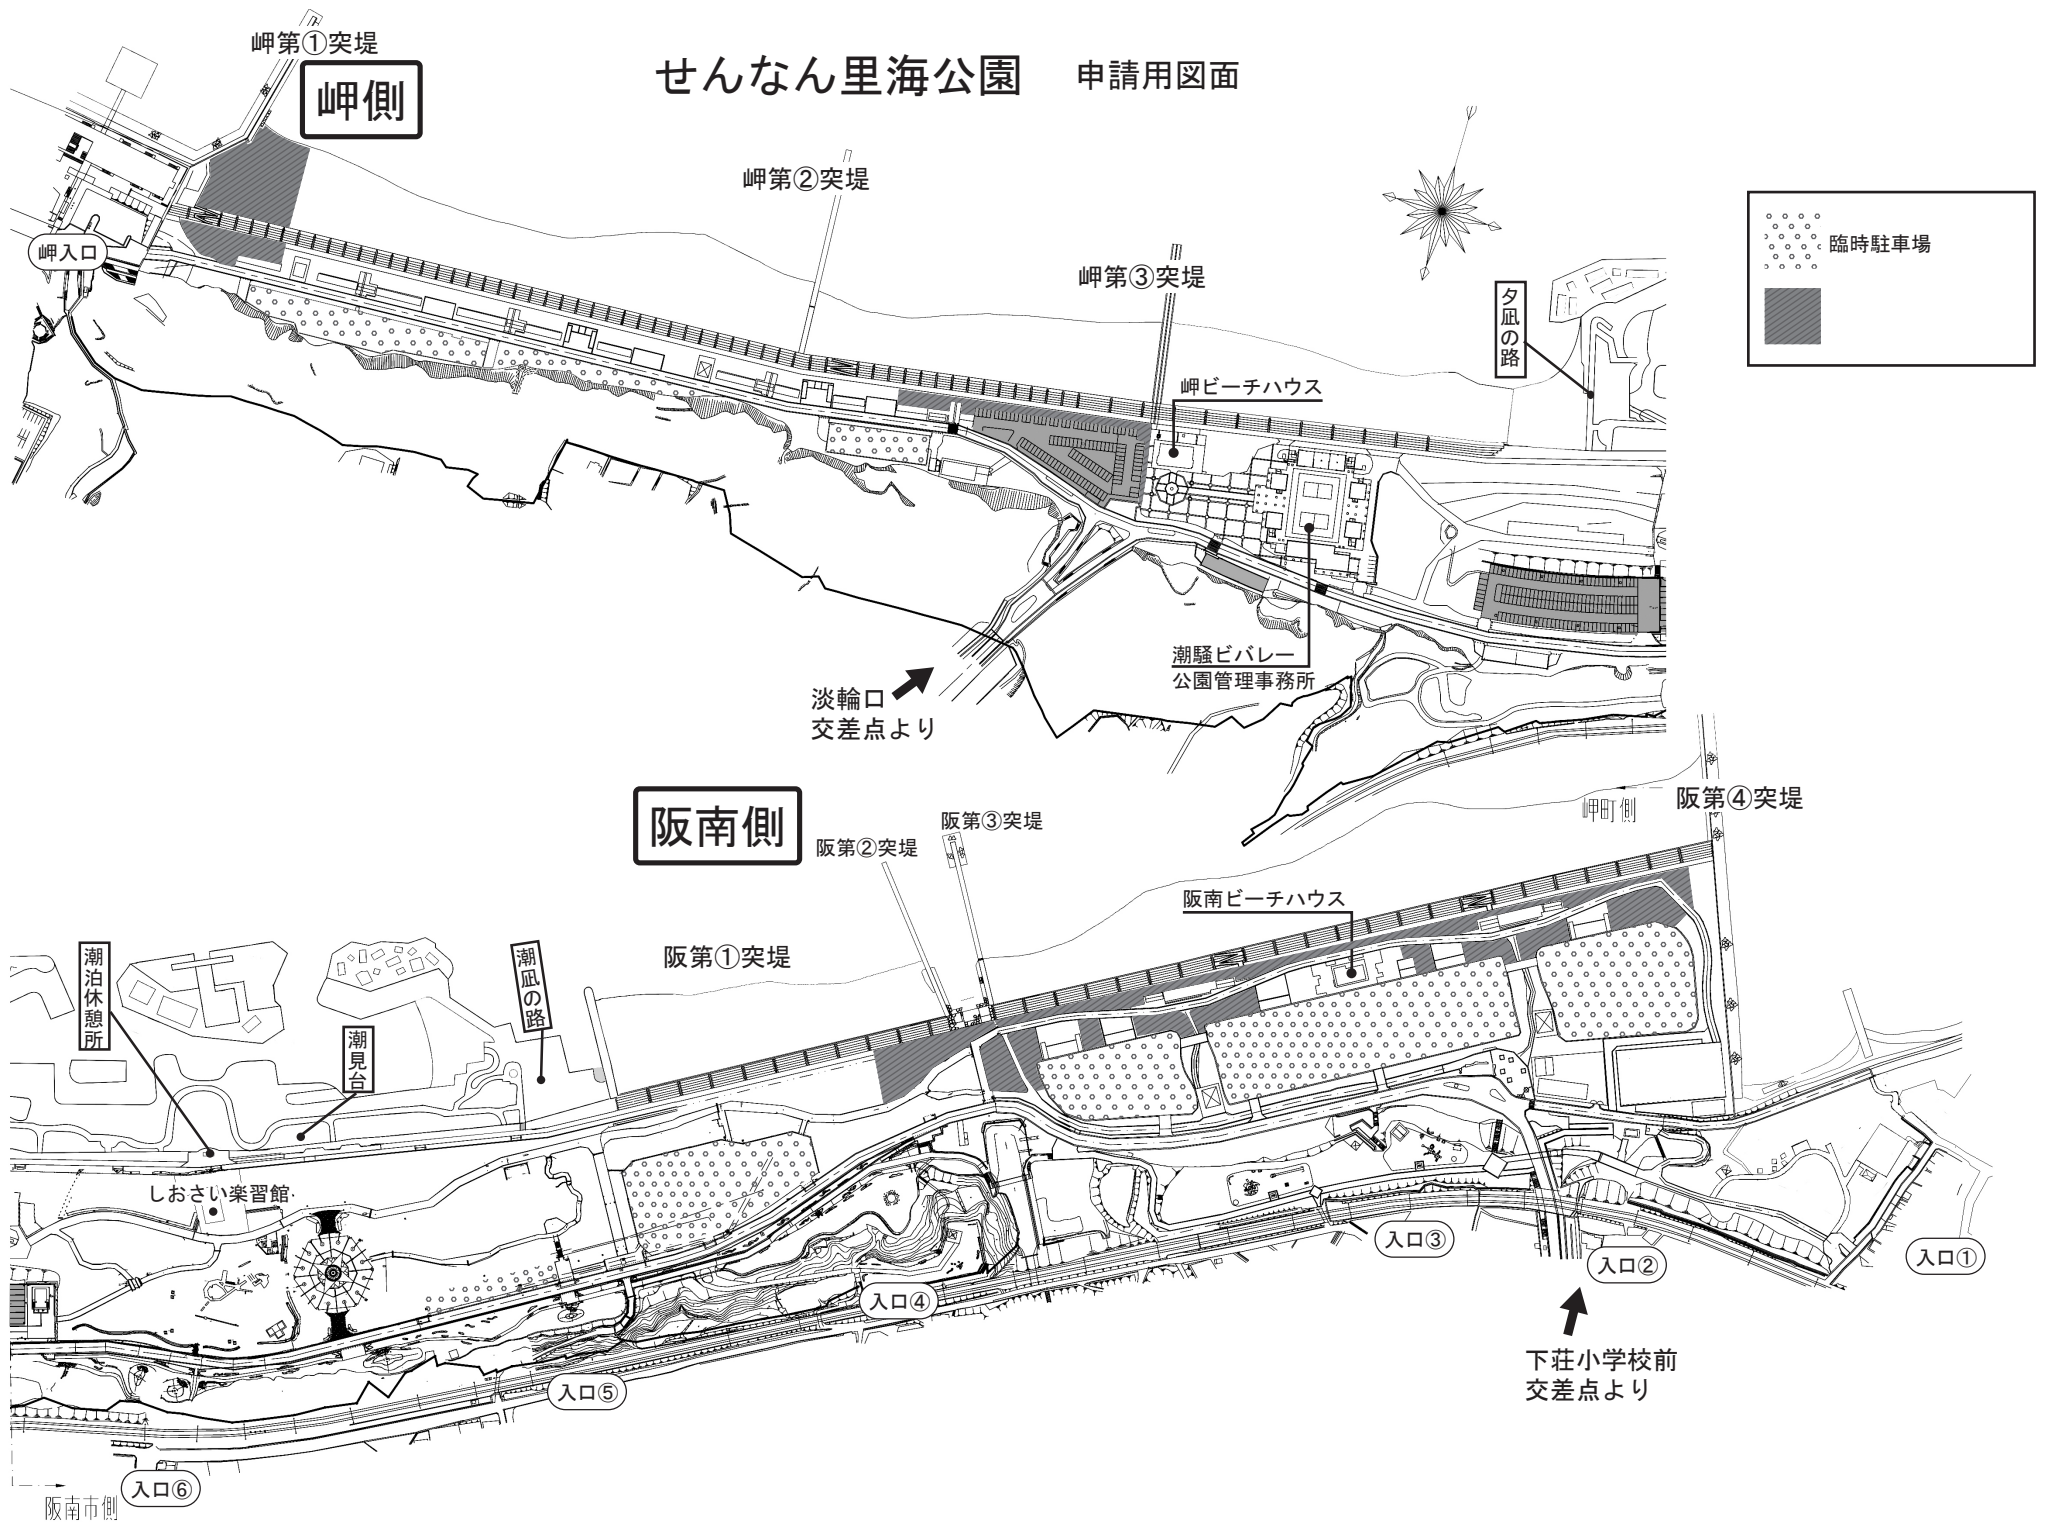 せんなん里海公園 申請用図面
岬第①突堤
岬側
岬第②突堤
岬第③突堤
岬入口
臨時駐車場
夕凪の路
岬ビーチハウス
潮騒ビバレー
公園管理事務所
淡輪口
交差点より
岬町側
阪第④突堤
阪南側
阪第③突堤
阪第②突堤
阪南ビーチハウス
阪第①突堤
潮泊休憩所
潮見台
潮凪の路
しおさい楽習館
入口③
入口②
入口①
入口④
入口⑤
入口⑥
下荘小学校前
交差点より
阪南市側